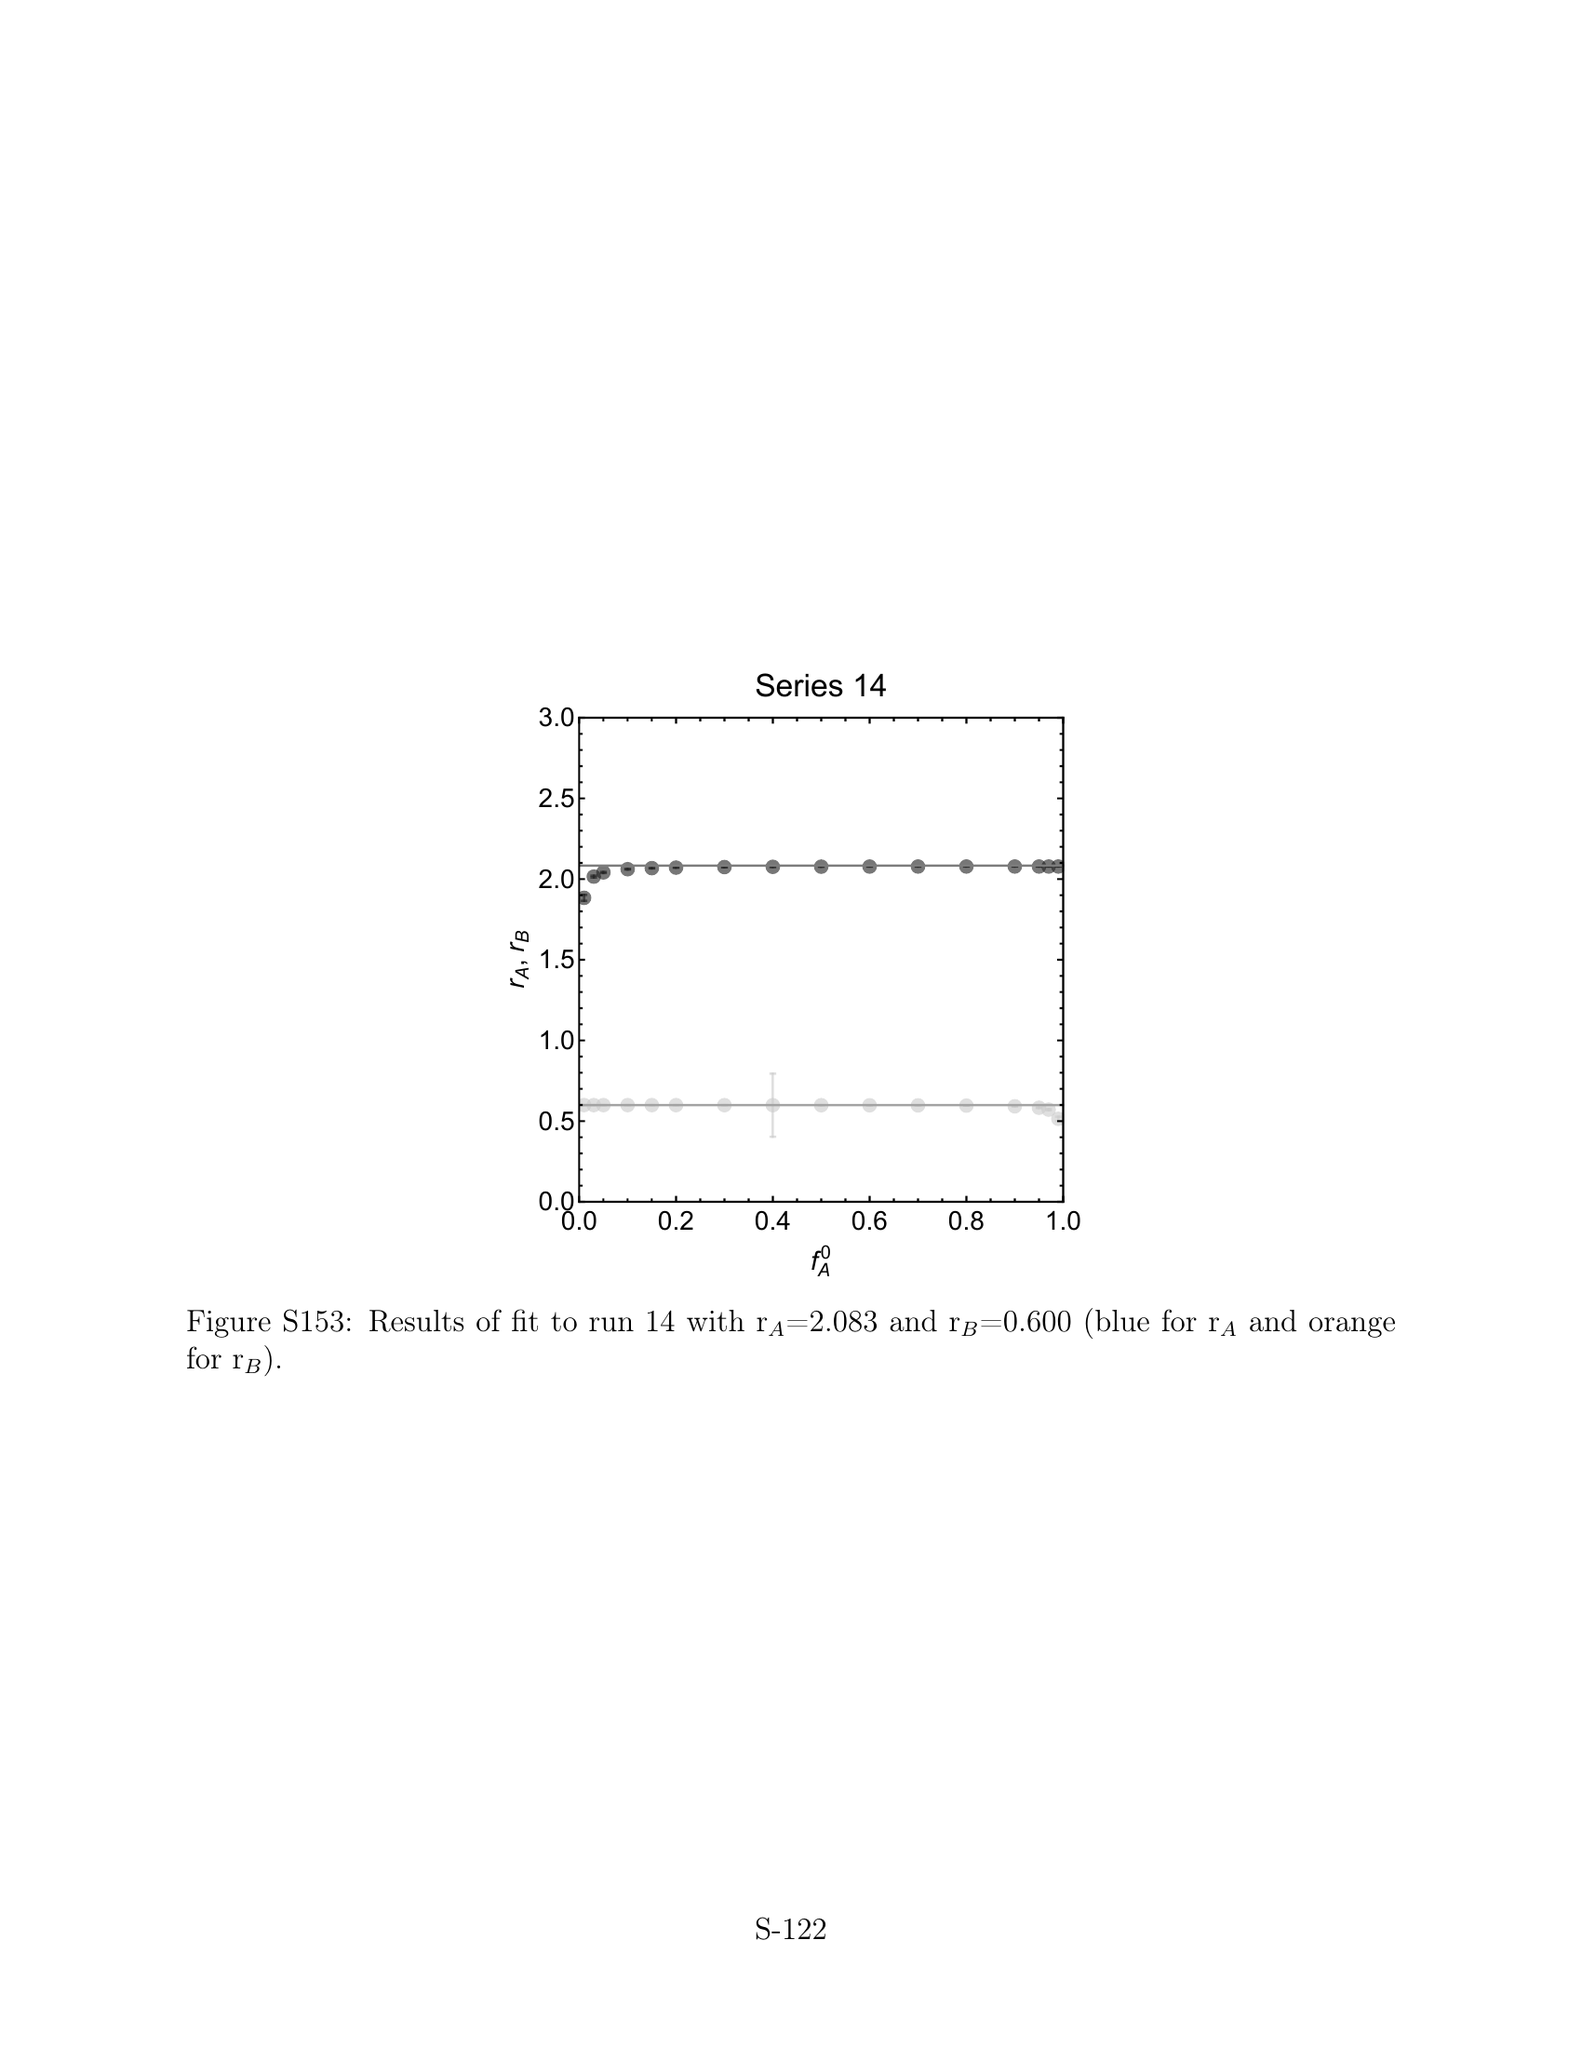 Series 14
3.0
2.5
2.0
1.5
1.0
0.5
0.0
r_A, r_B
0.0 0.2 0.4 0.6 0.8 1.0
f_A^0
Figure S153: Results of fit to run 14 with r_A=2.083 and r_B=0.600 (blue for r_A and orange
for r_B).
S-122